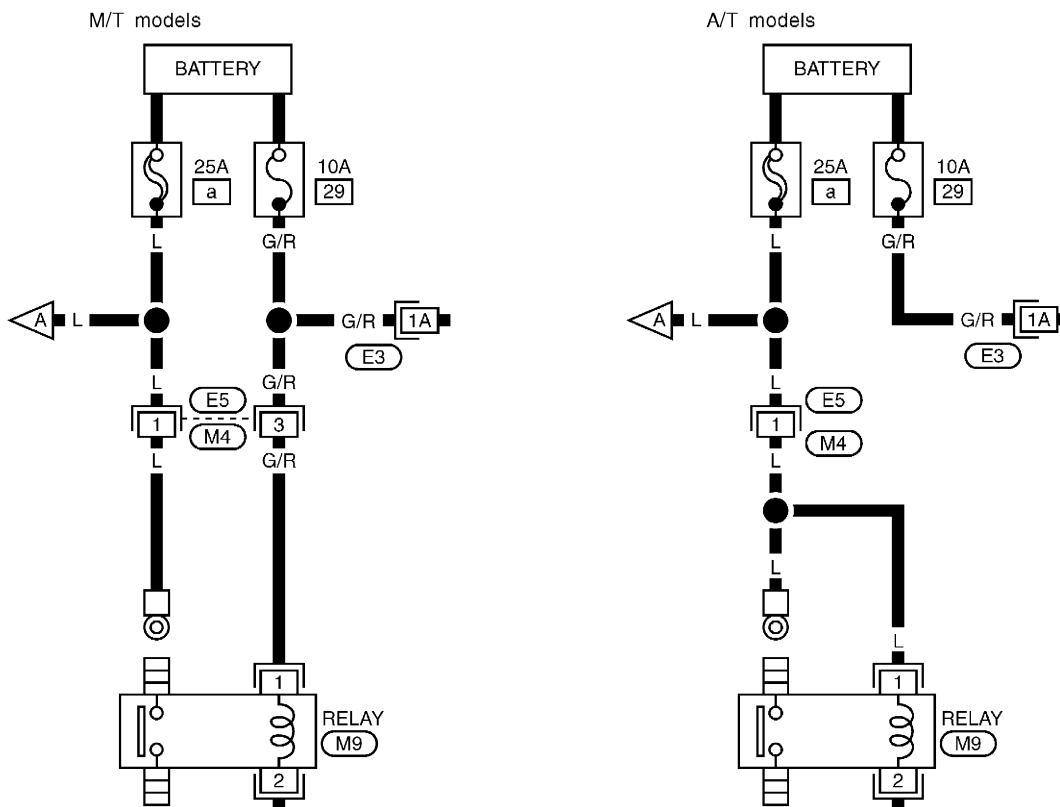 M/T models
BATTERY
25A
a
10A
29
L
G/R
A
L
G/R
1A
E3
L
G/R
E5
1
3
M4
L
G/R
1
RELAY
M9
2
A/T models
BATTERY
25A
a
10A
29
L
G/R
A
L
G/R
1A
E3
L
E5
1
M4
L
L
L
1
RELAY
M9
2